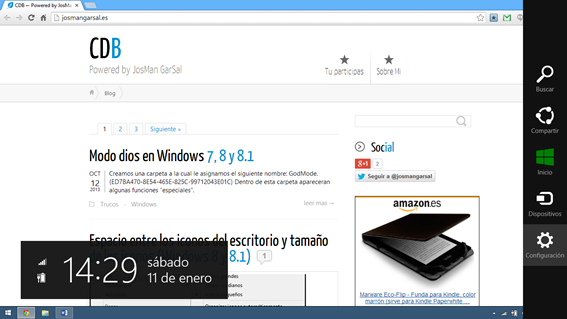 CDB — Powered by JosMan
josmangarsal.es
CDB
Powered by JosMan GarSal
Tu participas
Sobre Mi
Blog
1 2 3 Siguiente »
Modo dios en Windows 7, 8 y 8.1
OCT
12
2013
Creamos una carpeta a la cual le asignamos el siguiente nombre: GodMode.
{ED7BA470-8E54-465E-825C-99712043E01C} Dentro de esta carpeta apareceran
algunas funciones "especiales".
Trucos Windows
leer mas →
Espacio entre los iconos del escritorio y tamaño
8.1)
1
Social
g+1 2
Seguir a @josmangarsal
amazon.es
Marware Eco-Flip - Funda para Kindle, color
marrón (sirve para Kindle Paperwhite
14:29
sábado
11 de enero
Buscar
Compartir
Inicio
Dispositivos
Configuración